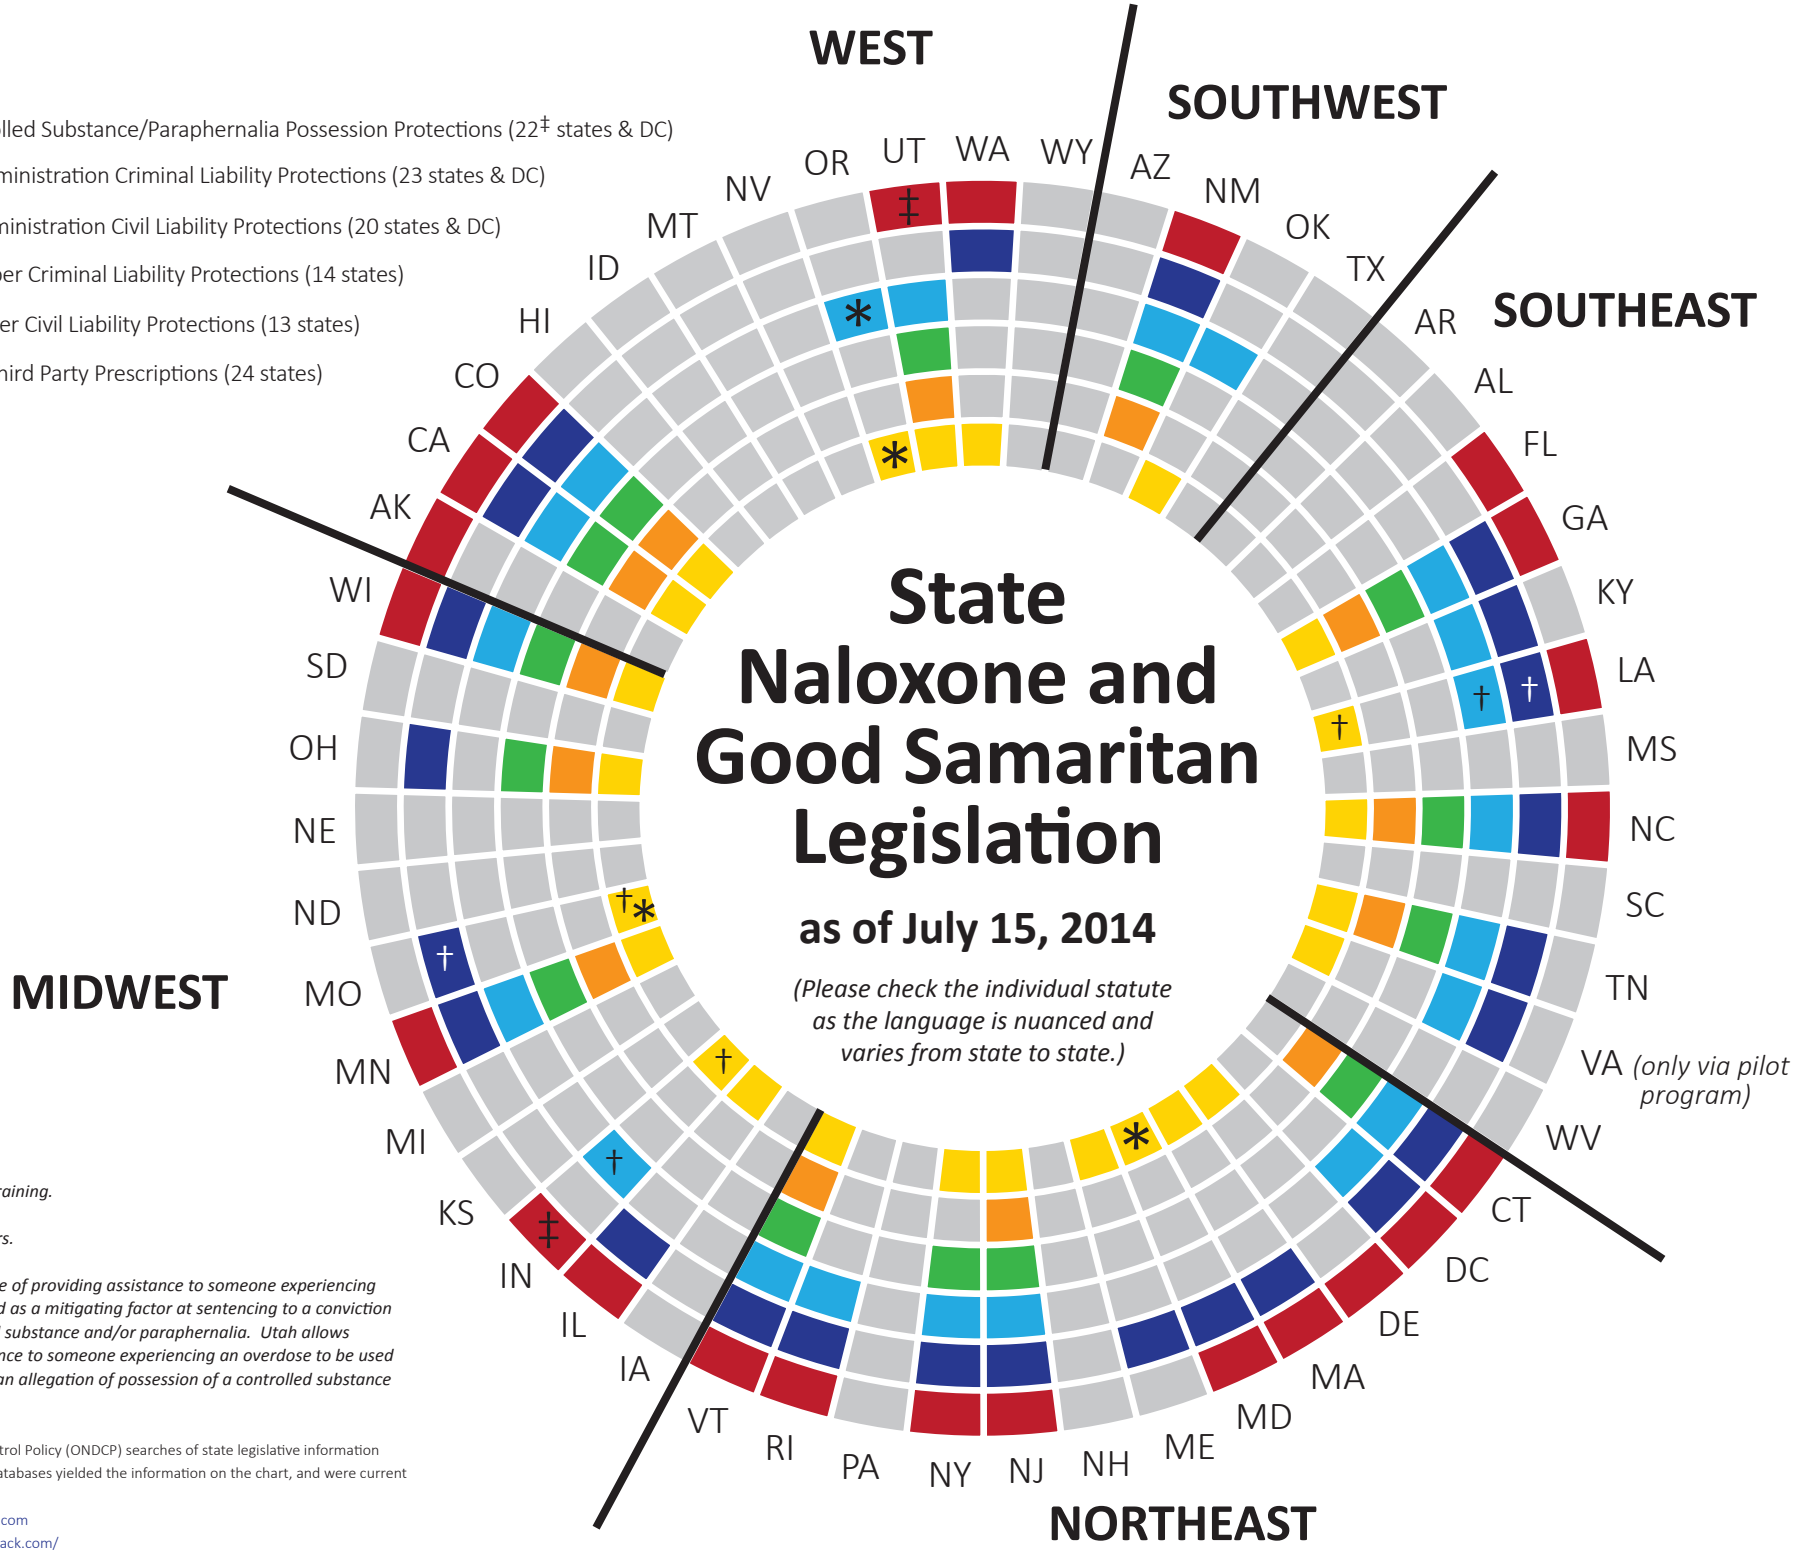 WEST
SOUTHWEST
SOUTHEAST
NORTHEAST
MIDWEST
lled Substance/Paraphernalia Possession Protections (22‡ states & DC)
ministration Criminal Liability Protections (23 states & DC)
ministration Civil Liability Protections (20 states & DC)
ber Criminal Liability Protections (14 states)
er Civil Liability Protections (13 states)
hird Party Prescriptions (24 states)
AK
CA
CO
HI
ID
MT
NV
OR
UT
WA
WY
AZ
NM
OK
TX
AR
AL
FL
GA
KY
LA
MS
NC
SC
TN
VA (only via pilot
program)
WV
CT
DC
DE
MA
MD
ME
NH
NJ
NY
PA
RI
VT
IA
IL
IN
KS
MI
MN
MO
ND
NE
OH
SD
WI
‡
*
*
†
†
†
*
†*
†
†
†
‡
State
Naloxone and
Good Samaritan
Legislation
as of July 15, 2014
(Please check the individual statute
as the language is nuanced and
varies from state to state.)
raining.
rs.
e of providing assistance to someone experiencing
d as a mitigating factor at sentencing to a conviction
l substance and/or paraphernalia. Utah allows
nce to someone experiencing an overdose to be used
an allegation of possession of a controlled substance
trol Policy (ONDCP) searches of state legislative information
atabases yielded the information on the chart, and were current
.com
ack.com/